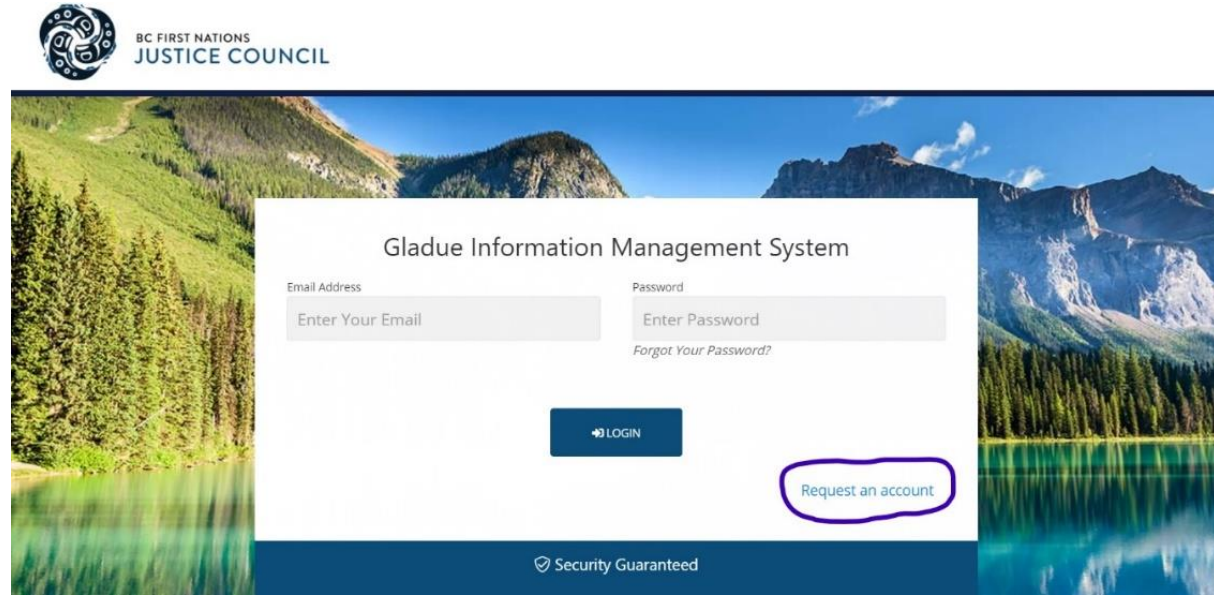 BC FIRST NATIONS
JUSTICE COUNCIL
Gladue Information Management System
Email Address
Enter Your Email
Password
Enter Password
Forgot Your Password?
LOGIN
Request an account
Security Guaranteed